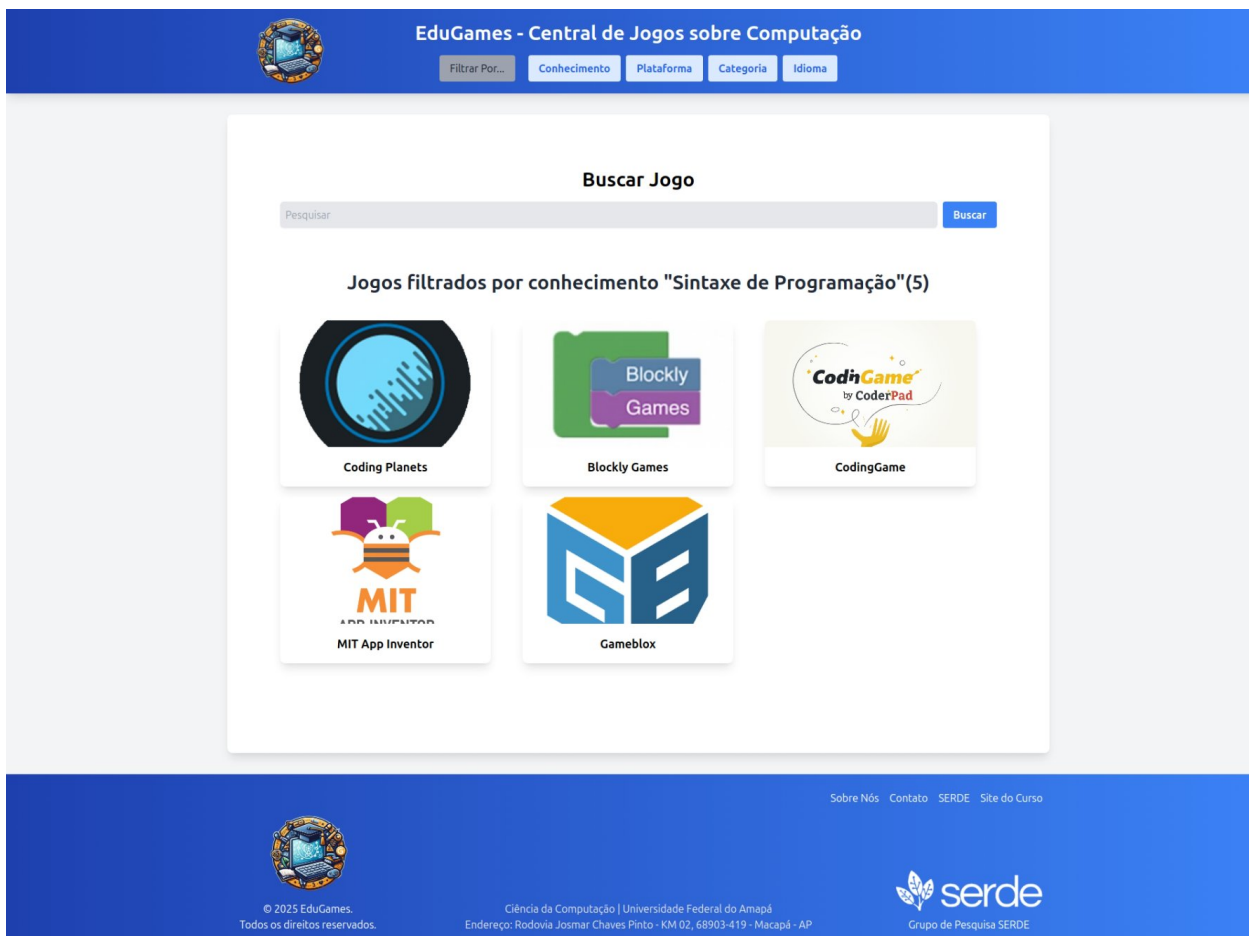 EduGames - Central de Jogos sobre Computação
Filtrar Por... Conhecimento Plataforma Categoria Idioma
Buscar Jogo
Pesquisar Buscar
Jogos filtrados por conhecimento "Sintaxe de Programação"(5)
Blockly
Games
CodinGame
by CoderPad
Coding Planets Blockly Games CodingGame
MIT
APP INVENTOR
MIT App Inventor Gameblox
Sobre Nós Contato SERDE Site do Curso
serde
© 2025 EduGames. Ciência da Computação | Universidade Federal do Amapá
Todos os direitos reservados. Endereço: Rodovia Josmar Chaves Pinto - KM 02, 68903-419 - Macapá - AP Grupo de Pesquisa SERDE